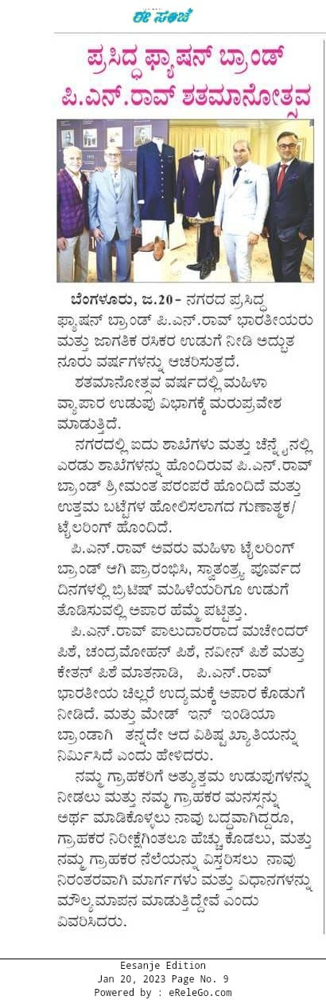 ಈ ಸಂಜೆ
ಪ್ರಸಿದ್ಧ ಫ್ಯಾಷನ್ ಬ್ರಾಂಡ್
ಪಿ.ಎನ್.ರಾವ್ ಶತಮಾನೋತ್ಸವ
ಬೆಂಗಳೂರು, ಜ.20- ನಗರದ ಪ್ರಸಿದ್ಧ
ಫ್ಯಾಷನ್ ಬ್ರಾಂಡ್ ಪಿ.ಎನ್.ರಾವ್ ಭಾರತೀಯರು
ಮತ್ತು ಜಾಗತಿಕ ರಸಿಕರ ಉಡುಗೆ ನೀಡಿ ಅದ್ಭುತ
ನೂರು ವರ್ಷಗಳನ್ನು ಆಚರಿಸುತ್ತದೆ.
ಶತಮಾನೋತ್ಸವ ವರ್ಷದಲ್ಲಿ ಮಹಿಳಾ
ವ್ಯಾಪಾರ ಉಡುಪು ವಿಭಾಗಕ್ಕೆ ಮರುಪ್ರವೇಶ
ಮಾಡುತ್ತಿದೆ.
ನಗರದಲ್ಲಿ ಐದು ಶಾಖೆಗಳು ಮತ್ತು ಚೆನ್ನೈನಲ್ಲಿ
ಎರಡು ಶಾಖೆಗಳನ್ನು ಹೊಂದಿರುವ ಪಿ.ಎನ್.ರಾವ್
ಬ್ರಾಂಡ್ ಶ್ರೀಮಂತ ಪರಂಪರೆ ಹೊಂದಿದೆ ಮತ್ತು
ಉತ್ತಮ ಬಟ್ಟೆಗಳ ಹೋಲಿಸಲಾಗದ ಗುಣಾತ್ಮಕ/
ಟೈಲರಿಂಗ್ ಹೊಂದಿದೆ.
ಪಿ.ಎನ್.ರಾವ್ ಅವರು ಮಹಿಳಾ ಟೈಲರಿಂಗ್
ಬ್ರಾಂಡ್ ಆಗಿ ಪ್ರಾರಂಭಿಸಿ, ಸ್ವಾತಂತ್ರ್ಯ ಪೂರ್ವದ
ದಿನಗಳಲ್ಲಿ ಬ್ರಿಟಿಷ್ ಮಹಿಳೆಯರಿಗೂ ಉಡುಗೆ
ತೊಡಿಸುವಲ್ಲಿ ಅಪಾರ ಹೆಮ್ಮೆ ಪಟ್ಟಿತ್ತು.
ಪಿ.ಎನ್.ರಾವ್ ಪಾಲುದಾರರಾದ ಮಚೇಂದರ್
ಪಿಶೆ, ಚಂದ್ರಮೋಹನ್ ಪಿಶೆ, ನವೀನ್ ಪಿಶೆ ಮತ್ತು
ಕೇತನ್ ಪಿಶೆ ಮಾತನಾಡಿ, ಪಿ.ಎನ್.ರಾವ್
ಭಾರತೀಯ ಚಿಲ್ಲರೆ ಉದ್ಯಮಕ್ಕೆ ಅಪಾರ ಕೊಡುಗೆ
ನೀಡಿದೆ. ಮತ್ತು ಮೇಡ್ ಇನ್ ಇಂಡಿಯಾ
ಬ್ರಾಂಡಾಗಿ ತನ್ನದೇ ಆದ ವಿಶಿಷ್ಟ ಖ್ಯಾತಿಯನ್ನು
ನಿರ್ಮಿಸಿದೆ ಎಂದು ಹೇಳಿದರು.
ನಮ್ಮ ಗ್ರಾಹಕರಿಗೆ ಅತ್ಯುತ್ತಮ ಉಡುಪುಗಳನ್ನು
ನೀಡಲು ಮತ್ತು ನಮ್ಮ ಗ್ರಾಹಕರ ಮನಸ್ಸನ್ನು
ಅರ್ಥ ಮಾಡಿಕೊಳ್ಳಲು ನಾವು ಬದ್ಧವಾಗಿದ್ದರೂ,
ಗ್ರಾಹಕರ ನಿರೀಕ್ಷೆಗಿಂತಲೂ ಹೆಚ್ಚು ಕೊಡಲು, ಮತ್ತು
ನಮ್ಮ ಗ್ರಾಹಕರ ನೆಲೆಯನ್ನು ವಿಸ್ತರಿಸಲು ನಾವು
ನಿರಂತರವಾಗಿ ಮಾರ್ಗಗಳು ಮತ್ತು ವಿಧಾನಗಳನ್ನು
ಮೌಲ್ಯಮಾಪನ ಮಾಡುತ್ತಿದ್ದೇವೆ ಎಂದು
ವಿವರಿಸಿದರು.
Eesanje Edition
Jan 20, 2023 Page No. 9
Powered by : eReleGo.com